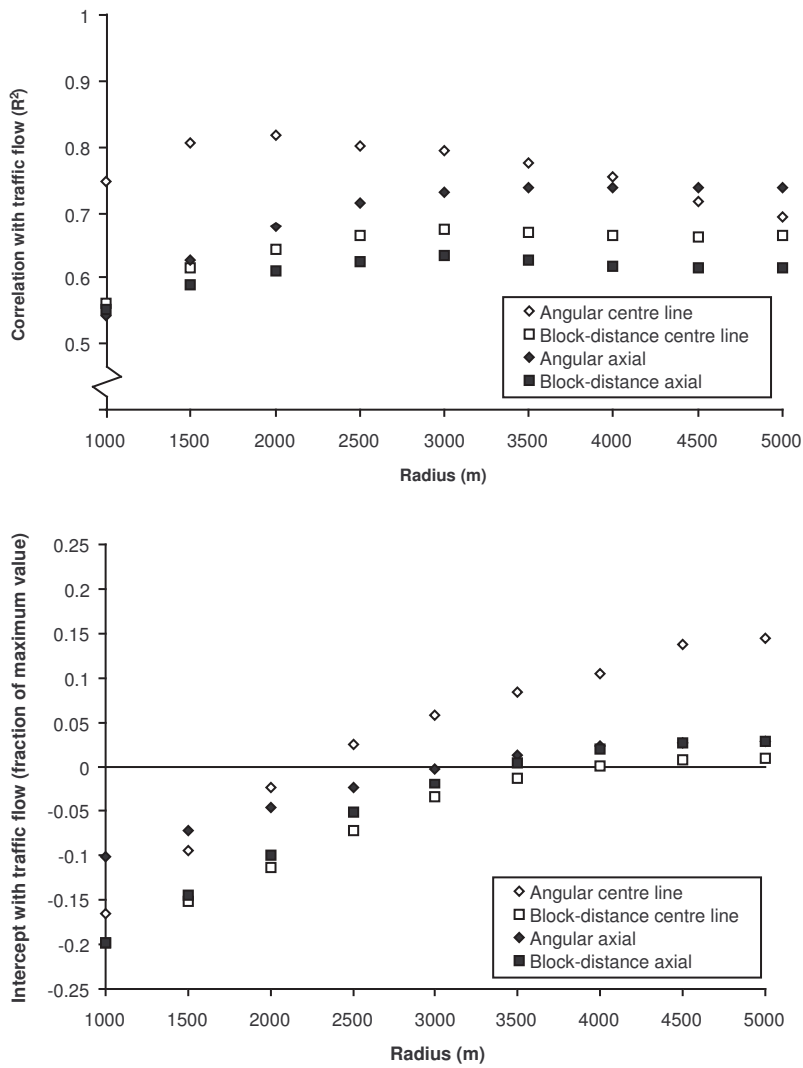 Correlation with traffic flow (R²)
1
0.9
0.8
0.7
0.6
0.5
Angular centre line
Block-distance centre line
Angular axial
Block-distance axial
1000 1500 2000 2500 3000 3500 4000 4500 5000
Radius (m)
Intercept with traffic flow (fraction of maximum value)
0.25
0.2
0.15
0.1
0.05
0
-0.05
-0.1
-0.15
-0.2
-0.25
Angular centre line
Block-distance centre line
Angular axial
Block-distance axial
1000 1500 2000 2500 3000 3500 4000 4500 5000
Radius (m)